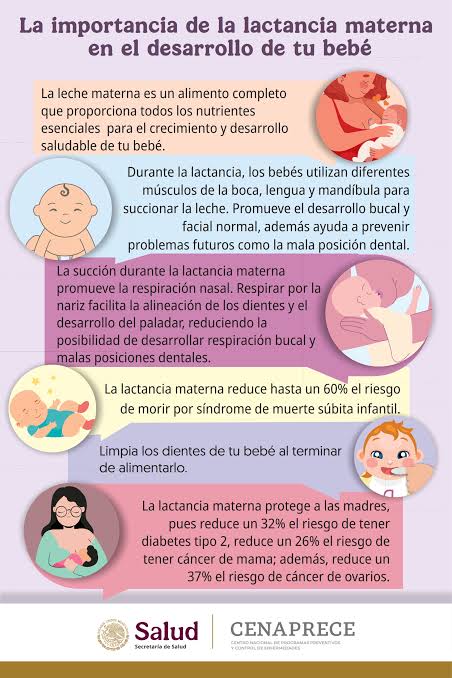 La importancia de la lactancia materna
en el desarrollo de tu bebé
La leche materna es un alimento completo
que proporciona todos los nutrientes
esenciales para el crecimiento y desarrollo
saludable de tu bebé.
Durante la lactancia, los bebés utilizan diferentes
músculos de la boca, lengua y mandíbula para
succionar la leche. Promueve el desarrollo bucal y
facial normal, además ayuda a prevenir
problemas futuros como la mala posición dental.
La succión durante la lactancia materna
promueve la respiración nasal. Respirar por la
nariz facilita la alineación de los dientes y el
desarrollo del paladar, reduciendo la
posibilidad de desarrollar respiración bucal y
malas posiciones dentales.
La lactancia materna reduce hasta un 60% el riesgo
de morir por síndrome de muerte súbita infantil.
Limpia los dientes de tu bebé al terminar
de alimentarlo.
La lactancia materna protege a las madres,
pues reduce un 32% el riesgo de tener
diabetes tipo 2, reduce un 26% el riesgo de
tener cáncer de mama; además, reduce un
37% el riesgo de cáncer de ovarios.
Salud
Secretaría de Salud
CENAPRECE
CENTRO NACIONAL DE PROGRAMAS PREVENTIVOS
Y CONTROL DE ENFERMEDADES